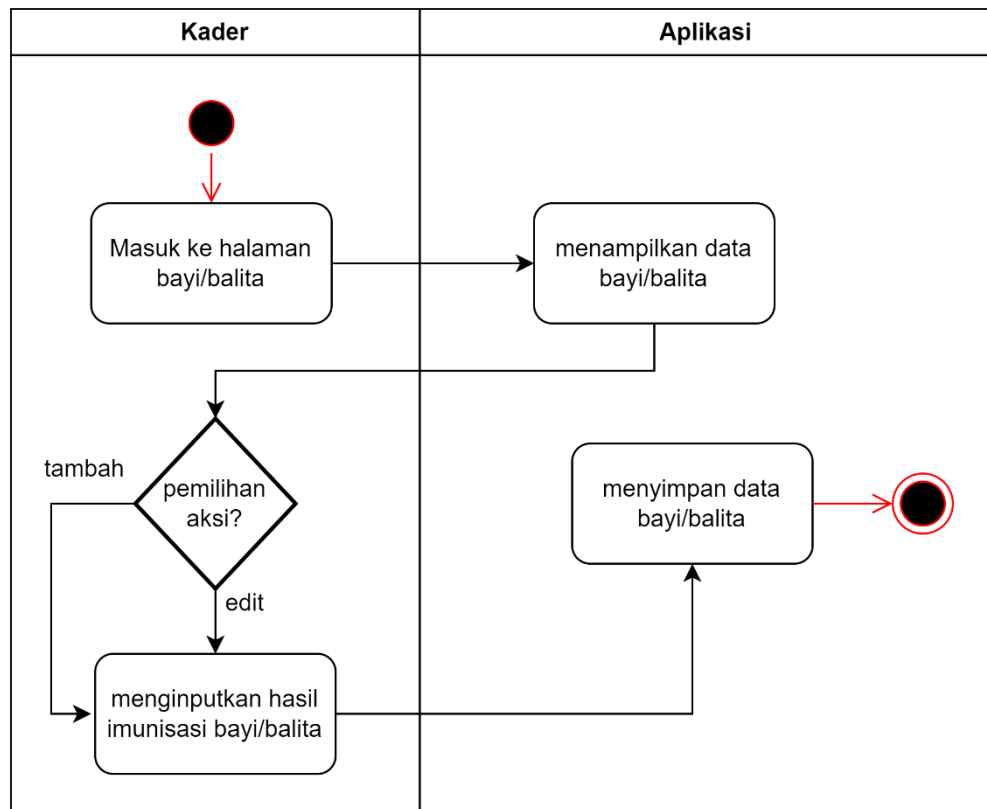 Kader
Aplikasi
Masuk ke halaman
bayi/balita
menampilkan data
bayi/balita
tambah
pemilihan
aksi?
edit
menyimpan data
bayi/balita
menginputkan hasil
imunisasi bayi/balita